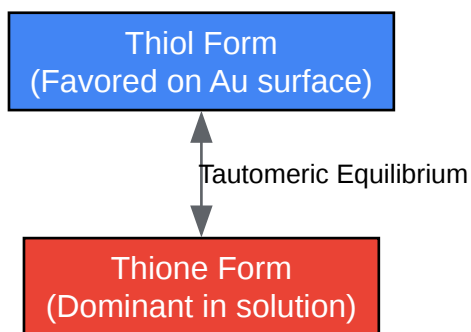 Thiol Form
(Favored on Au surface)
Tautomeric Equilibrium
Thione Form
(Dominant in solution)